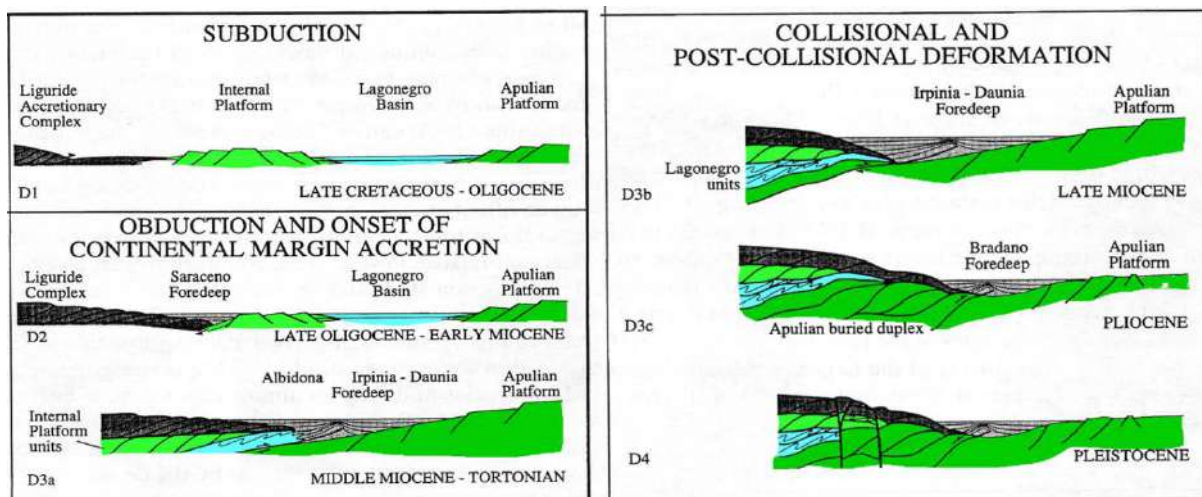 SUBDUCTION
Liguride
Accretionary
Complex
Internal
Platform
Lagonegro
Basin
Apulian
Platform
D1
LATE CRETACEOUS - OLIGOCENE
OBDUCTION AND ONSET OF
CONTINENTAL MARGIN ACCRETION
Liguride
Complex
Saraceno
Foredeep
Lagonegro
Basin
Apulian
Platform
D2
LATE OLIGOCENE - EARLY MIOCENE
Albidona
Irpinia - Daunia
Foredeep
Apulian
Platform
Internal
Platform
units
D3a
MIDDLE MIOCENE - TORTONIAN
COLLISIONAL AND
POST-COLLISIONAL DEFORMATION
Irpinia - Daunia
Foredeep
Apulian
Platform
Lagonegro
units
D3b
LATE MIOCENE
Bradano
Foredeep
Apulian
Platform
D3c
Apulian buried duplex
PLIOCENE
D4
PLEISTOCENE